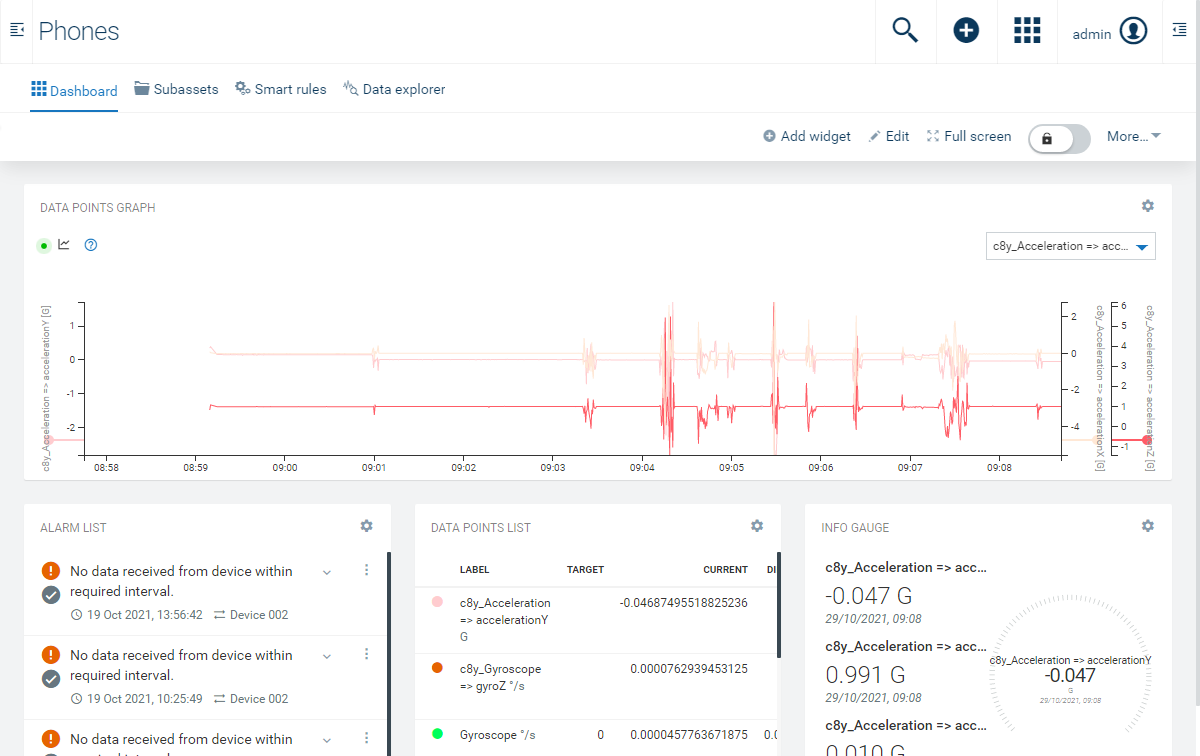 Phones
admin
Dashboard Subassets Smart rules Data explorer
Add widget Edit Full screen More...
DATA POINTS GRAPH
c8y_Acceleration => acc...
c8y_Acceleration => accelerationY [G]
1
0
-1
-2
2
0
-2
-4
c8y_Acceleration => accelerationX [G]
6
5
4
3
2
1
0
-1
c8y_Acceleration => accelerationZ [G]
08:58 08:59 09:00 09:01 09:02 09:03 09:04 09:05 09:06 09:07 09:08
ALARM LIST
No data received from device within
required interval.
19 Oct 2021, 13:56:42 Device 002
No data received from device within
required interval.
19 Oct 2021, 10:25:49 Device 002
No data received from device within
DATA POINTS LIST
LABEL TARGET CURRENT DI
c8y_Acceleration -0.04687495518825236
=> accelerationY
G
c8y_Gyroscope 0.0000762939453125
=> gyroZ °/s
Gyroscope °/s 0 0.0000457763671875 0.0
INFO GAUGE
c8y_Acceleration => acc...
-0.047 G
29/10/2021, 09:08
c8y_Acceleration => acc...
0.991 G
29/10/2021, 09:08
c8y_Acceleration => acc...
0.010 G
c8y_Acceleration => accelerationY
-0.047
G
29/10/2021, 09:08